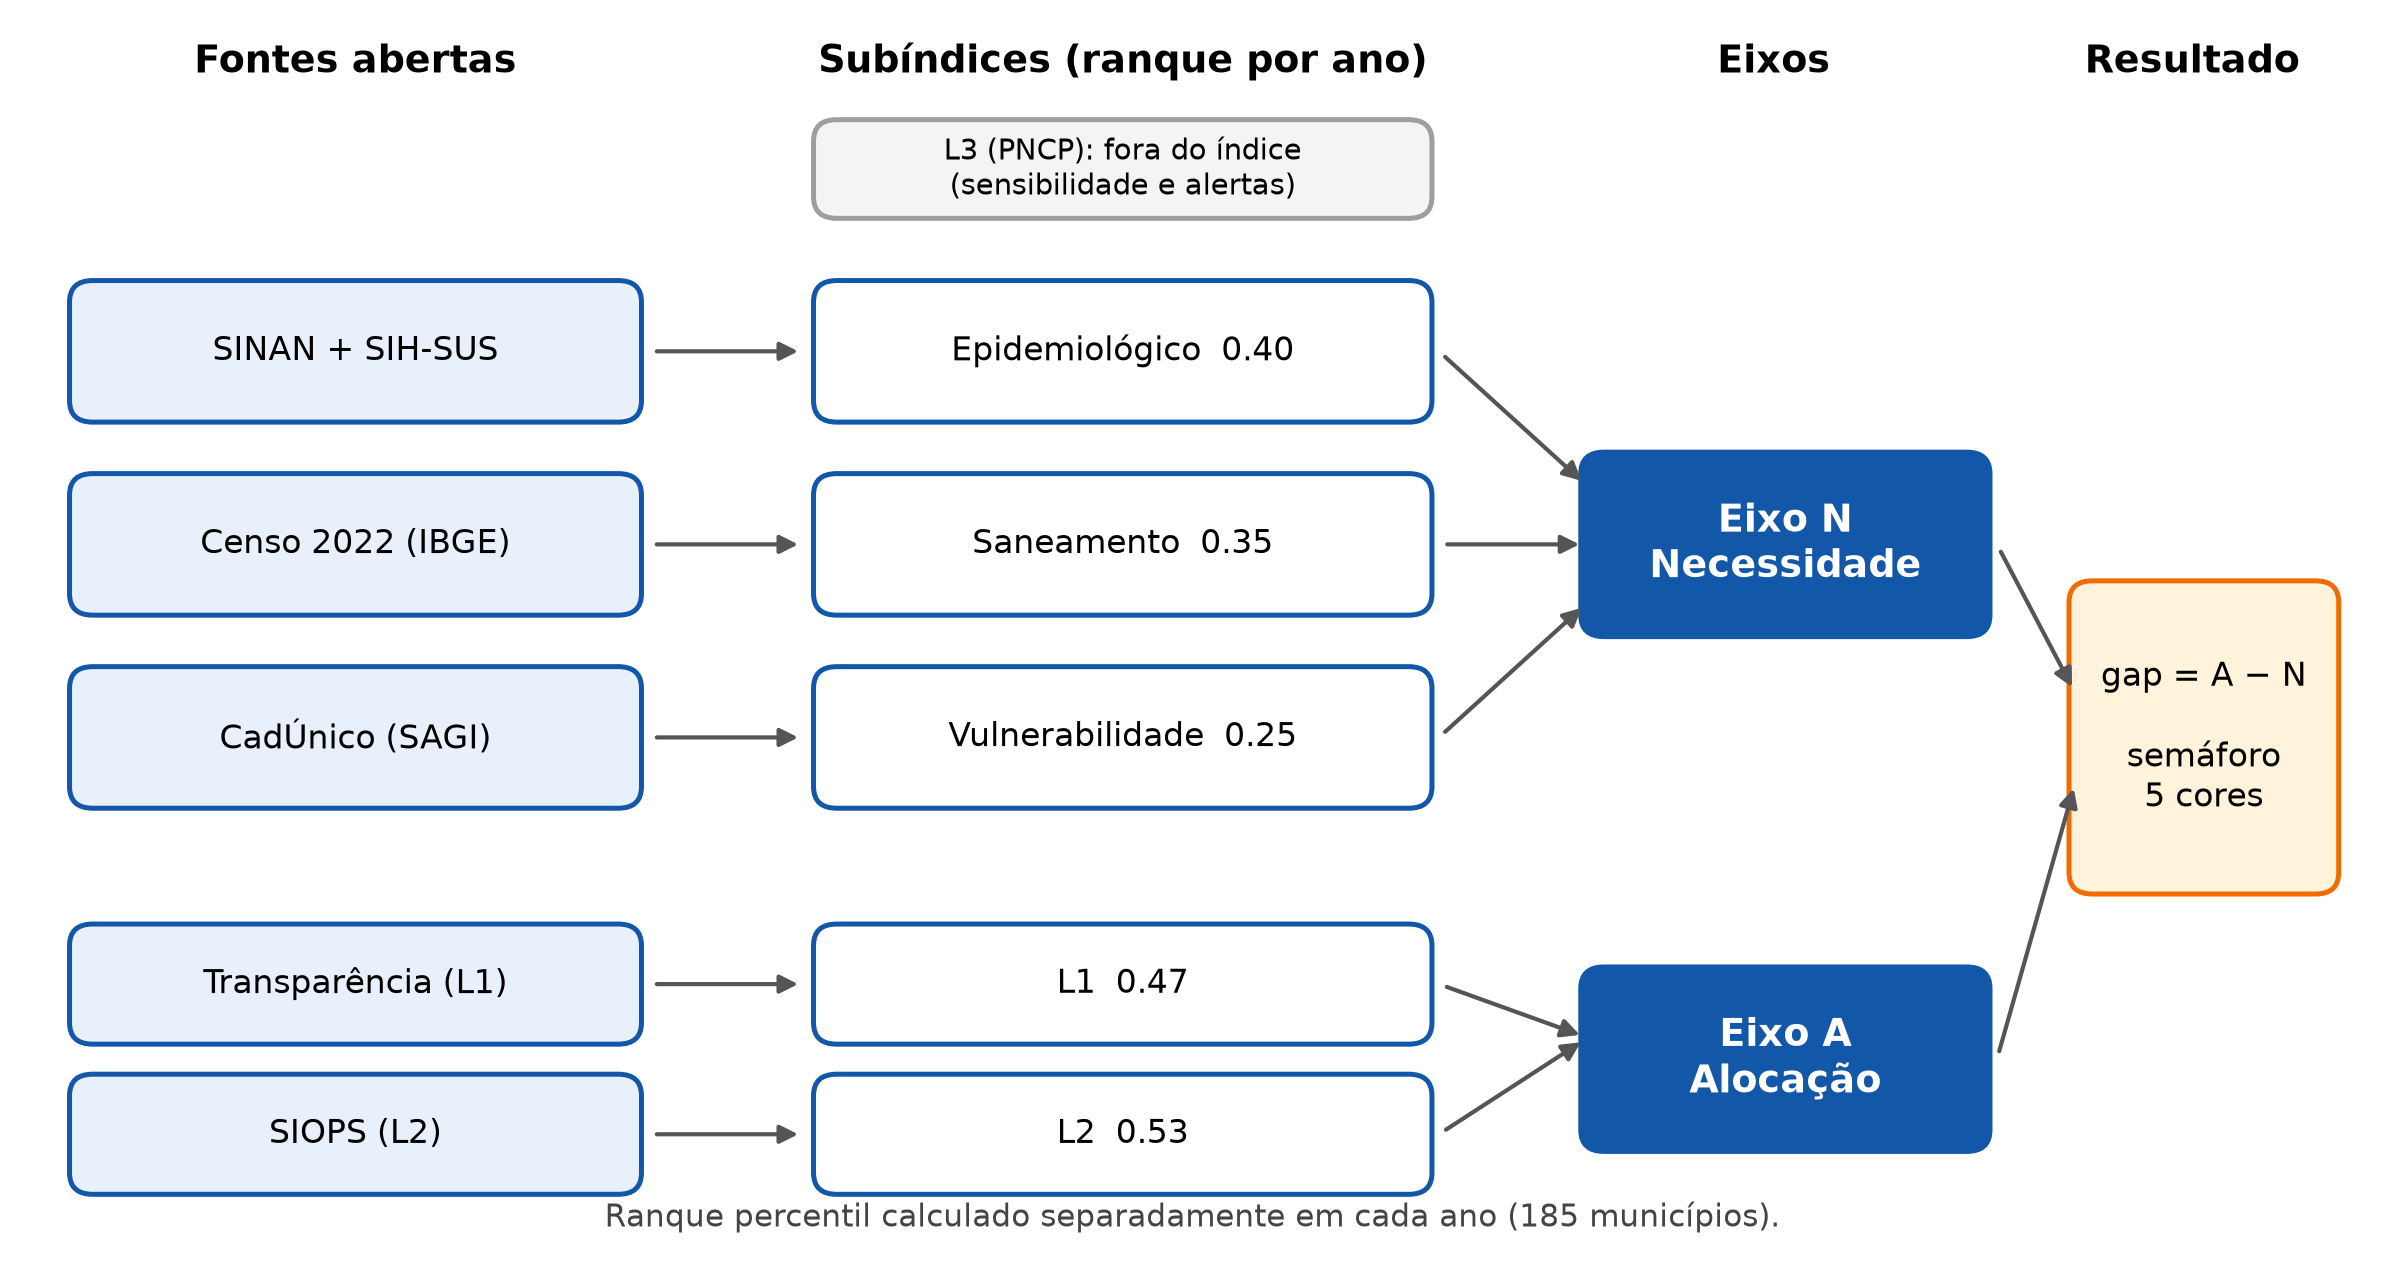 Fontes abertas
Subíndices (ranque por ano)
Eixos
Resultado
L3 (PNCP): fora do índice
(sensibilidade e alertas)
SINAN + SIH-SUS
Epidemiológico  0.40
Censo 2022 (IBGE)
Saneamento  0.35
Eixo N
Necessidade
CadÚnico (SAGI)
Vulnerabilidade  0.25
gap = A − N
semáforo
5 cores
Transparência (L1)
L1  0.47
Eixo A
Alocação
SIOPS (L2)
L2  0.53
Ranque percentil calculado separadamente em cada ano (185 municípios).